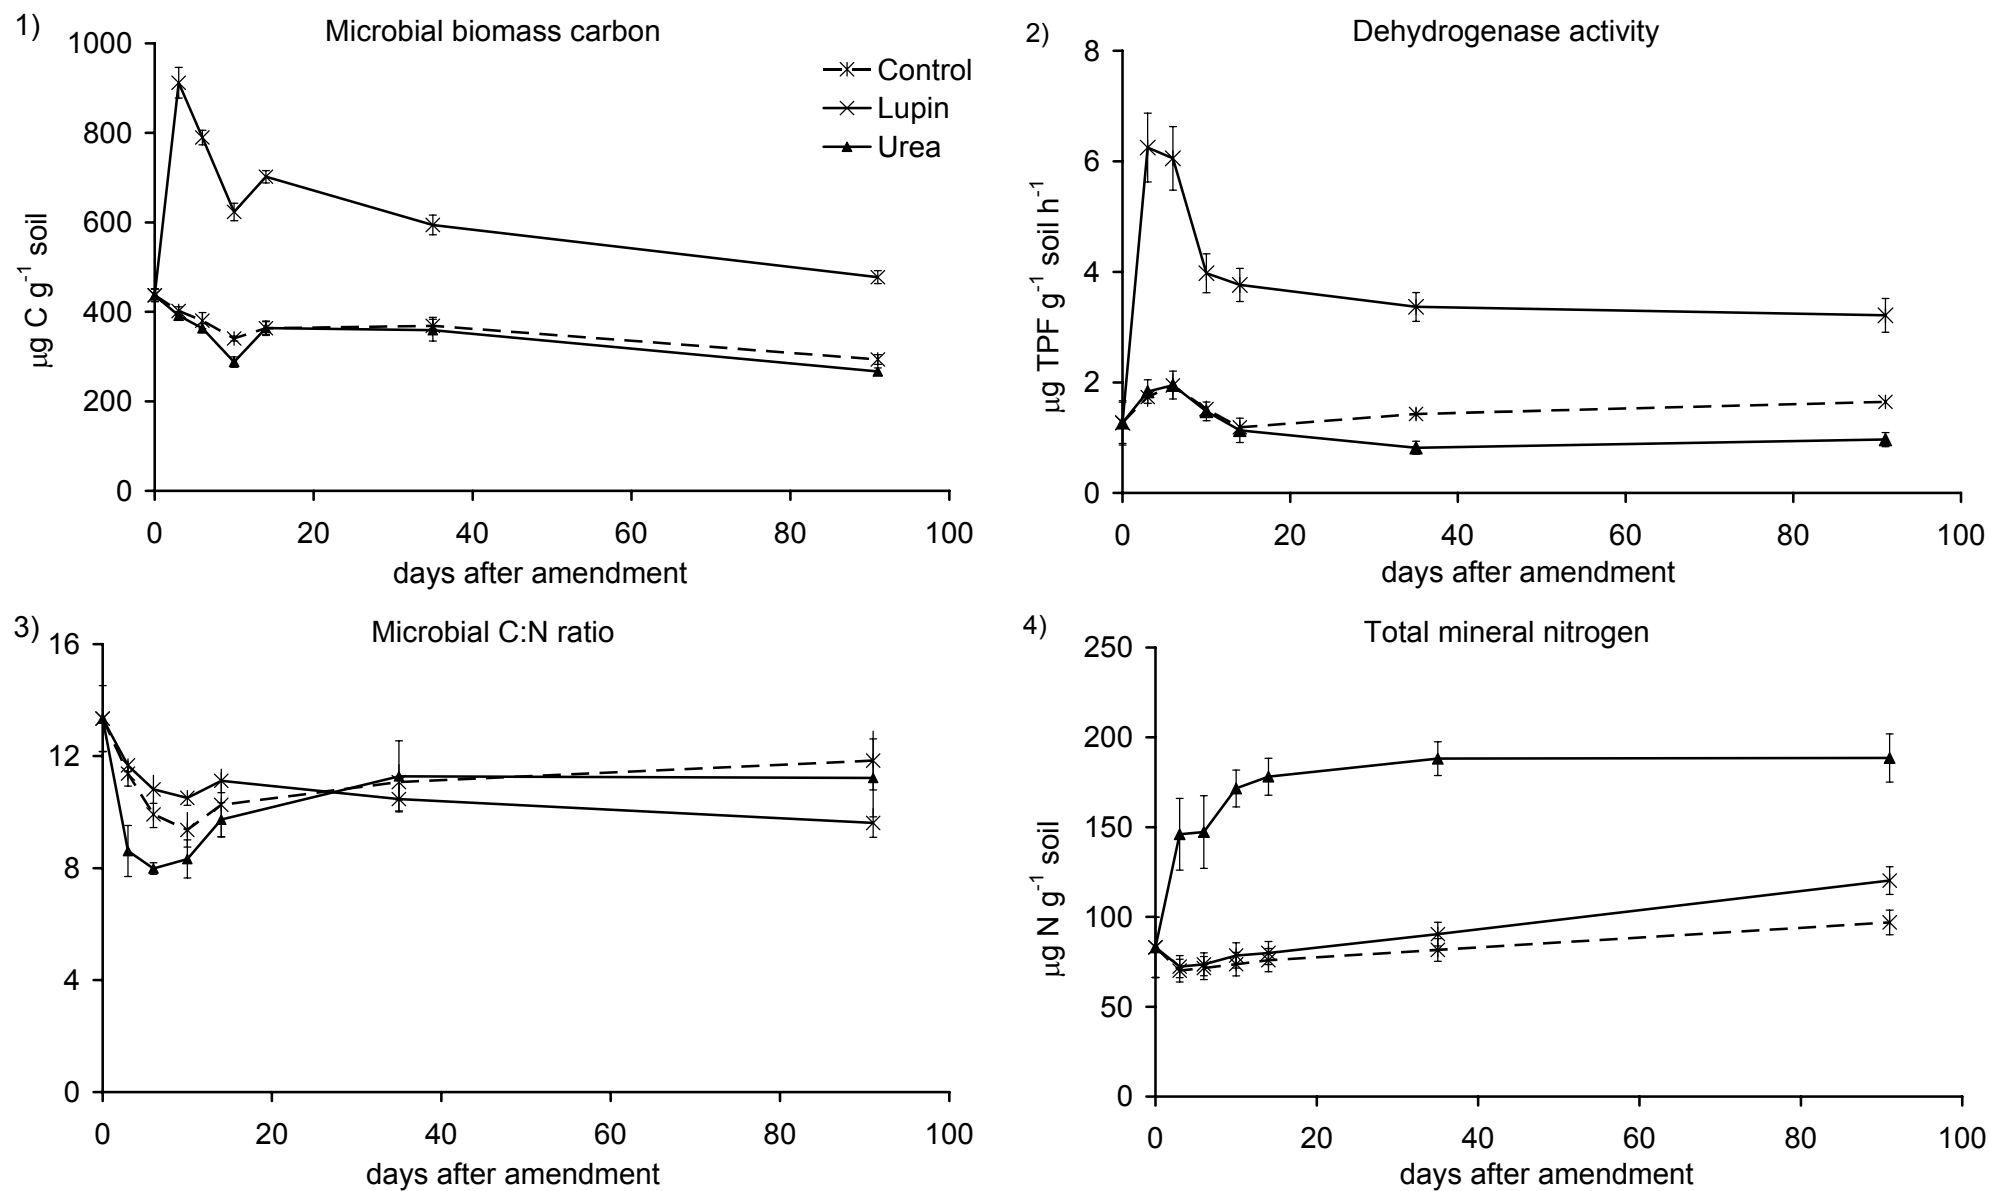 1)
Microbial biomass carbon
1000
800
600
400
200
0
µg C g-1 soil
Control
Lupin
Urea
0 20 40 60 80 100
days after amendment
2)
Dehydrogenase activity
8
6
4
2
0
µg TPF g-1 soil h-1
0 20 40 60 80 100
days after amendment
3)
Microbial C:N ratio
16
12
8
4
0
0 20 40 60 80 100
days after amendment
4)
Total mineral nitrogen
250
200
150
100
50
0
µg N g-1 soil
0 20 40 60 80 100
days after amendment